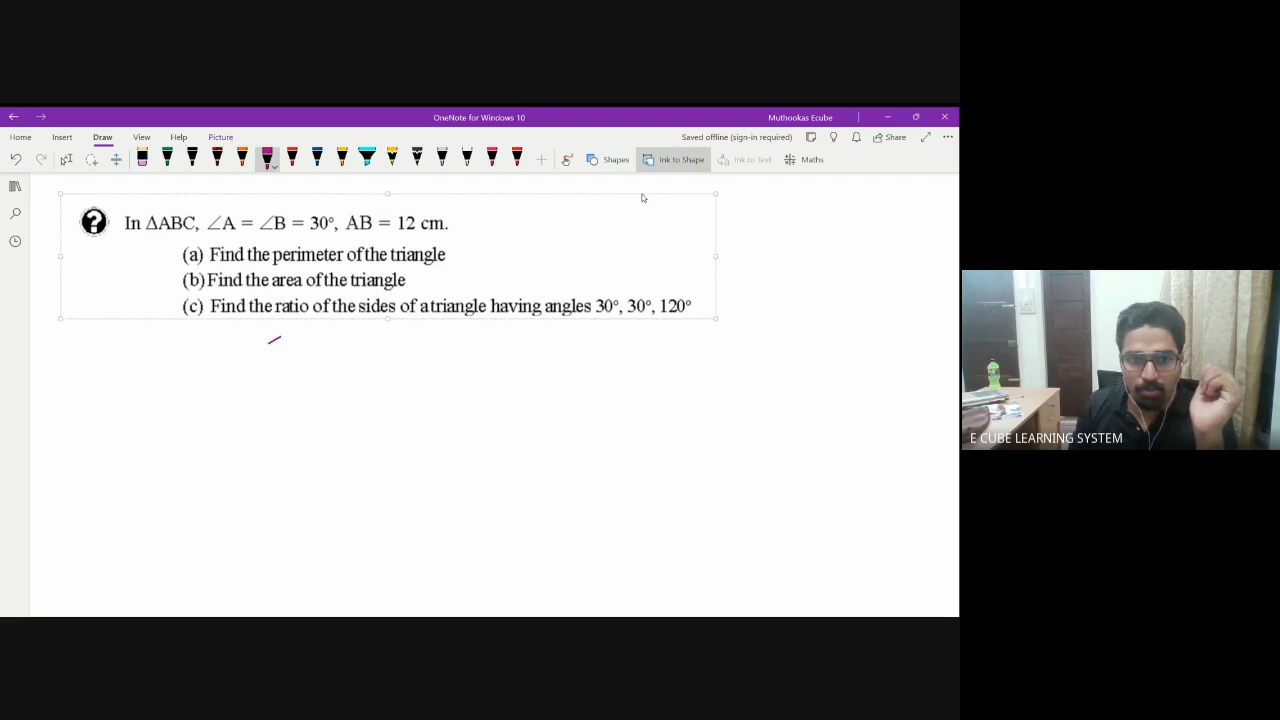 OneNote for Windows 10
Muthookas Ecube
Home Insert Draw View Help Picture
Saved offline (sign-in required)
Share
Shapes
Ink to Shape
Ink to Text
Maths
?
In ΔABC, ∠A = ∠B = 30°, AB = 12 cm.
(a) Find the perimeter of the triangle
(b) Find the area of the triangle
(c) Find the ratio of the sides of a triangle having angles 30°, 30°, 120°
E CUBE LEARNING SYSTEM